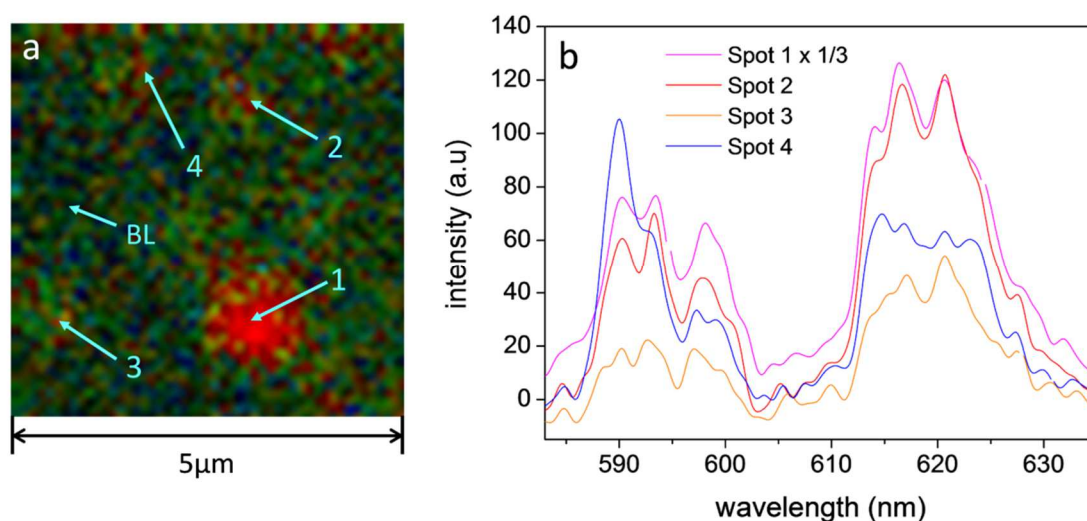 a
4
2
BL
1
3
5μm
b
Spot 1 x 1/3
Spot 2
Spot 3
Spot 4
intensity (a.u)
140
120
100
80
60
40
20
0
590 600 610 620 630
wavelength (nm)